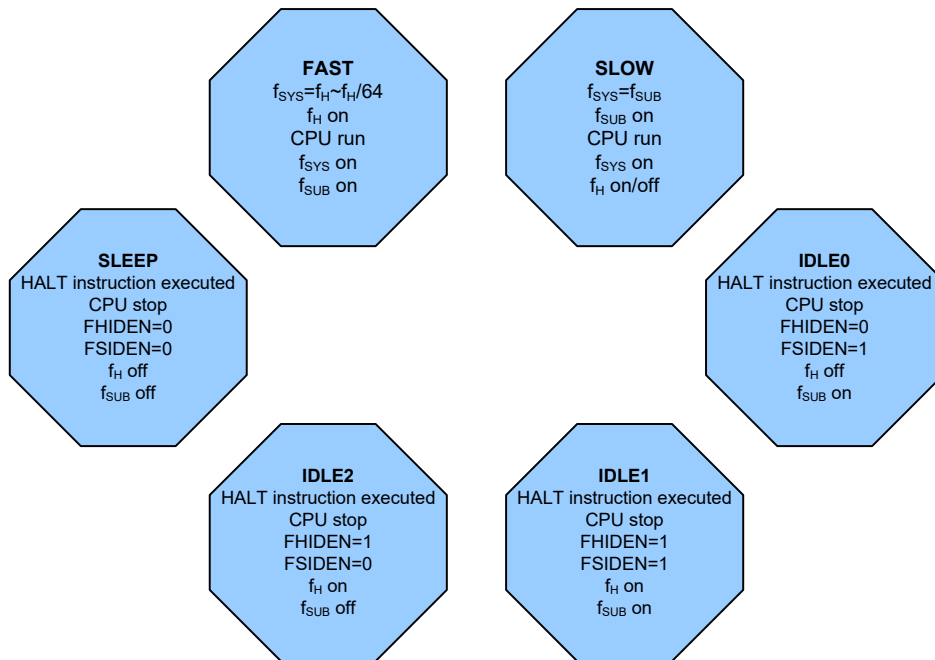 FAST
fSYS=fH~fH/64
fH on
CPU run
fSYS on
fSUB on
SLOW
fSYS=fSUB
fSUB on
CPU run
fSYS on
fH on/off
SLEEP
HALT instruction executed
CPU stop
FHIDEN=0
FSIDEN=0
fH off
fSUB off
IDLE0
HALT instruction executed
CPU stop
FHIDEN=0
FSIDEN=1
fH off
fSUB on
IDLE2
HALT instruction executed
CPU stop
FHIDEN=1
FSIDEN=0
fH on
fSUB off
IDLE1
HALT instruction executed
CPU stop
FHIDEN=1
FSIDEN=1
fH on
fSUB on